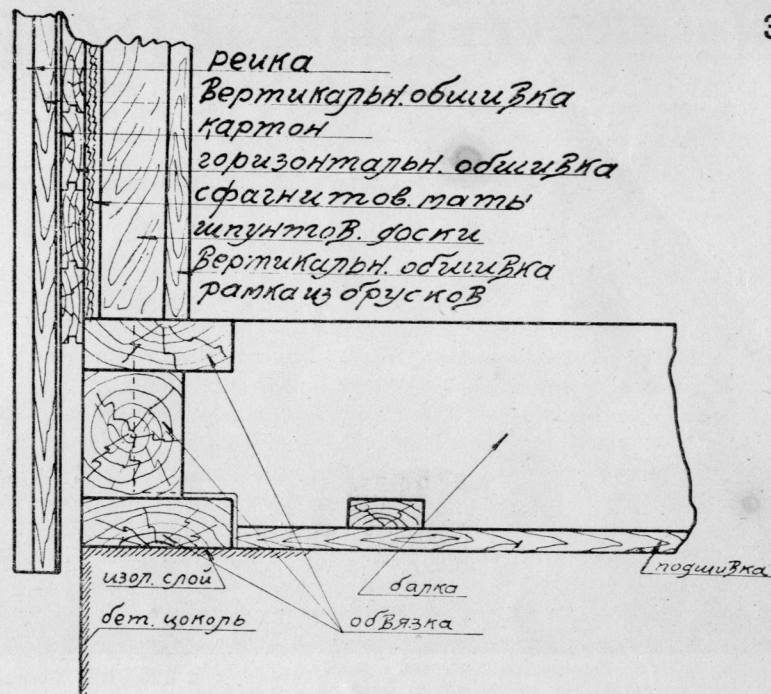 З
рейка
Вертикальн. обшивка
картон
горизонтальн. обшивка
сфагнитов. маты
шпунтов. доски
Вертикальн. обшивка
рамка из брусков
изол. слой
балка
подшивка
бет. цоколь
обвязка